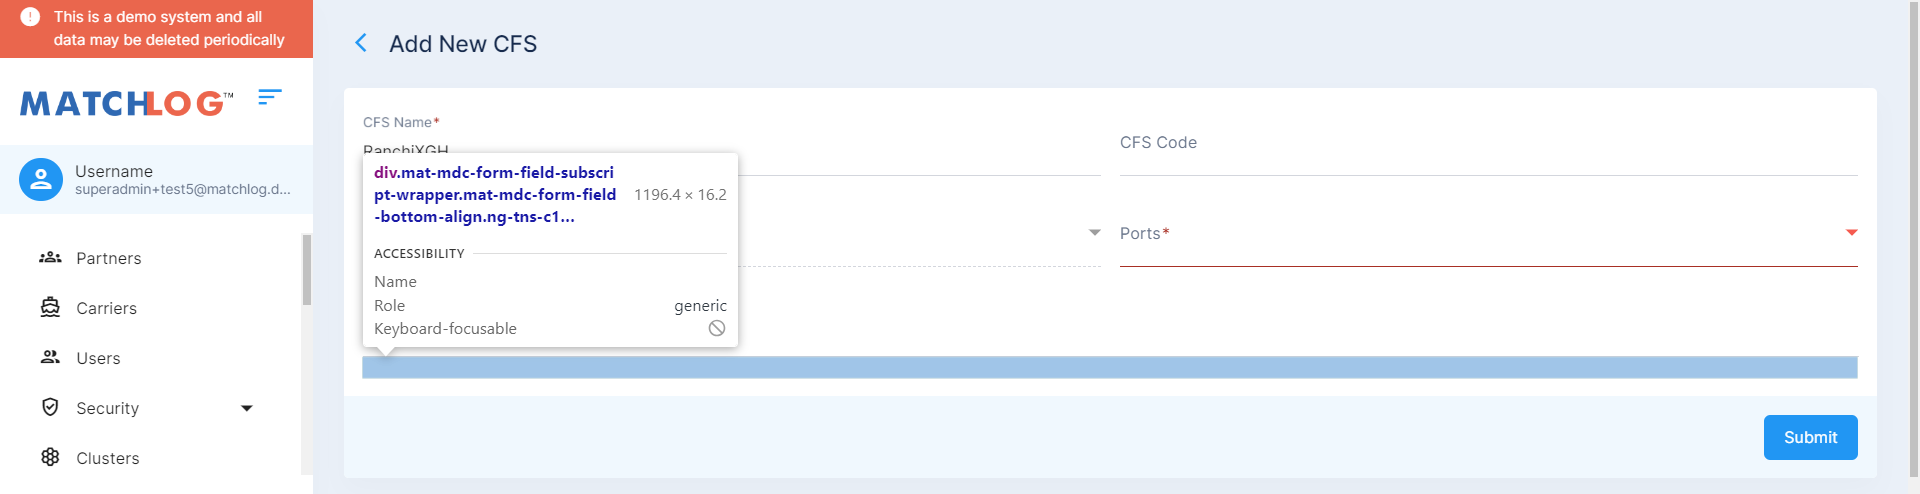 This is a demo system and all
data may be deleted periodically
MATCHLOG™
Username
superadmin+test5@matchlog.d...
Partners
Carriers
Users
Security
Clusters
Add New CFS
CFS Name*
RanchiXGH
CFS Code
div.mat-mdc-form-field-subscri
pt-wrapper.mat-mdc-form-field
-bottom-align.ng-tns-c1...
1196.4 × 16.2
ACCESSIBILITY
Name
Role generic
Keyboard-focusable
Ports*
Submit